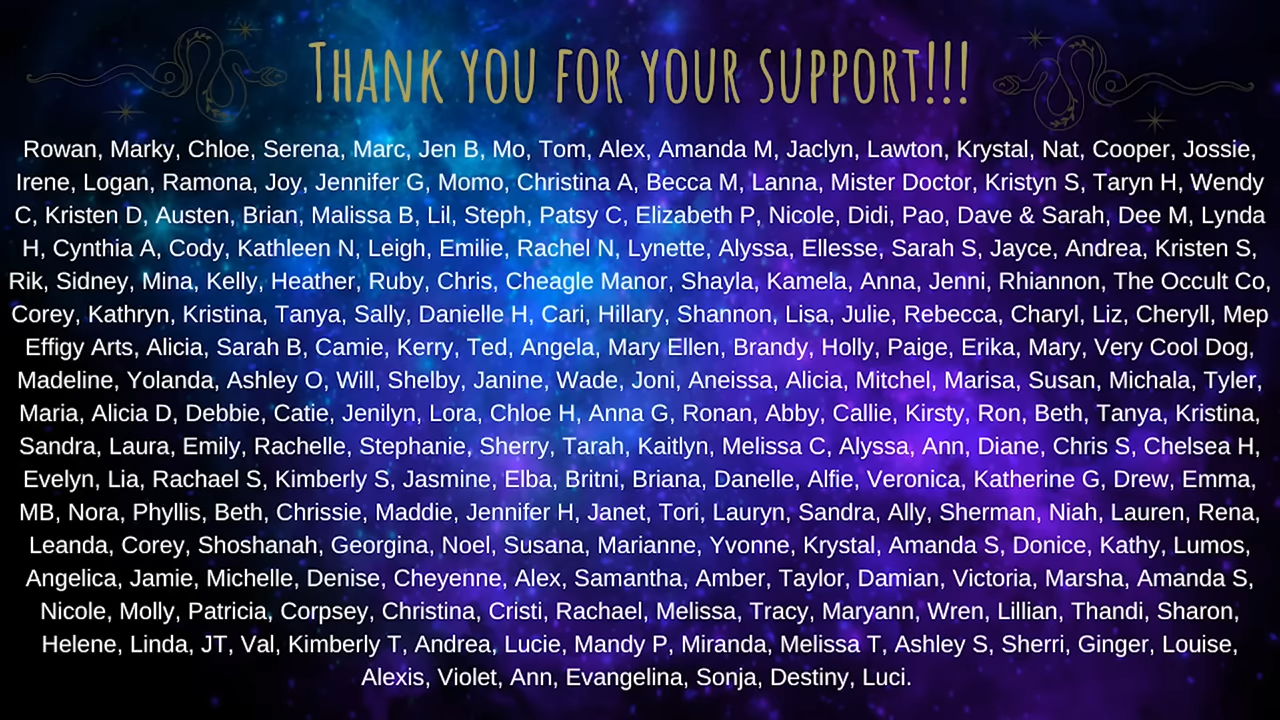 Thank you for your support!!!
Rowan, Marky, Chloe, Serena, Marc, Jen B, Mo, Tom, Alex, Amanda M, Jaclyn, Lawton, Krystal, Nat, Cooper, Jossie,
Irene, Logan, Ramona, Joy, Jennifer G, Momo, Christina A, Becca M, Lanna, Mister Doctor, Kristyn S, Taryn H, Wendy
C, Kristen D, Austen, Brian, Malissa B, Lil, Steph, Patsy C, Elizabeth P, Nicole, Didi, Pao, Dave & Sarah, Dee M, Lynda
H, Cynthia A, Cody, Kathleen N, Leigh, Emilie, Rachel N, Lynette, Alyssa, Ellesse, Sarah S, Jayce, Andrea, Kristen S,
Rik, Sidney, Mina, Kelly, Heather, Ruby, Chris, Cheagle Manor, Shayla, Kamela, Anna, Jenni, Rhiannon, The Occult Co,
Corey, Kathryn, Kristina, Tanya, Sally, Danielle H, Cari, Hillary, Shannon, Lisa, Julie, Rebecca, Charyl, Liz, Cheryll, Mep
Effigy Arts, Alicia, Sarah B, Camie, Kerry, Ted, Angela, Mary Ellen, Brandy, Holly, Paige, Erika, Mary, Very Cool Dog,
Madeline, Yolanda, Ashley O, Will, Shelby, Janine, Wade, Joni, Aneissa, Alicia, Mitchel, Marisa, Susan, Michala, Tyler,
Maria, Alicia D, Debbie, Catie, Jenilyn, Lora, Chloe H, Anna G, Ronan, Abby, Callie, Kirsty, Ron, Beth, Tanya, Kristina,
Sandra, Laura, Emily, Rachelle, Stephanie, Sherry, Tarah, Kaitlyn, Melissa C, Alyssa, Ann, Diane, Chris S, Chelsea H,
Evelyn, Lia, Rachael S, Kimberly S, Jasmine, Elba, Britni, Briana, Danelle, Alfie, Veronica, Katherine G, Drew, Emma,
MB, Nora, Phyllis, Beth, Chrissie, Maddie, Jennifer H, Janet, Tori, Lauryn, Sandra, Ally, Sherman, Niah, Lauren, Rena,
Leanda, Corey, Shoshanah, Georgina, Noel, Susana, Marianne, Yvonne, Krystal, Amanda S, Donice, Kathy, Lumos,
Angelica, Jamie, Michelle, Denise, Cheyenne, Alex, Samantha, Amber, Taylor, Damian, Victoria, Marsha, Amanda S,
Nicole, Molly, Patricia, Corpsey, Christina, Cristi, Rachael, Melissa, Tracy, Maryann, Wren, Lillian, Thandi, Sharon,
Helene, Linda, JT, Val, Kimberly T, Andrea, Lucie, Mandy P, Miranda, Melissa T, Ashley S, Sherri, Ginger, Louise,
Alexis, Violet, Ann, Evangelina, Sonja, Destiny, Luci.